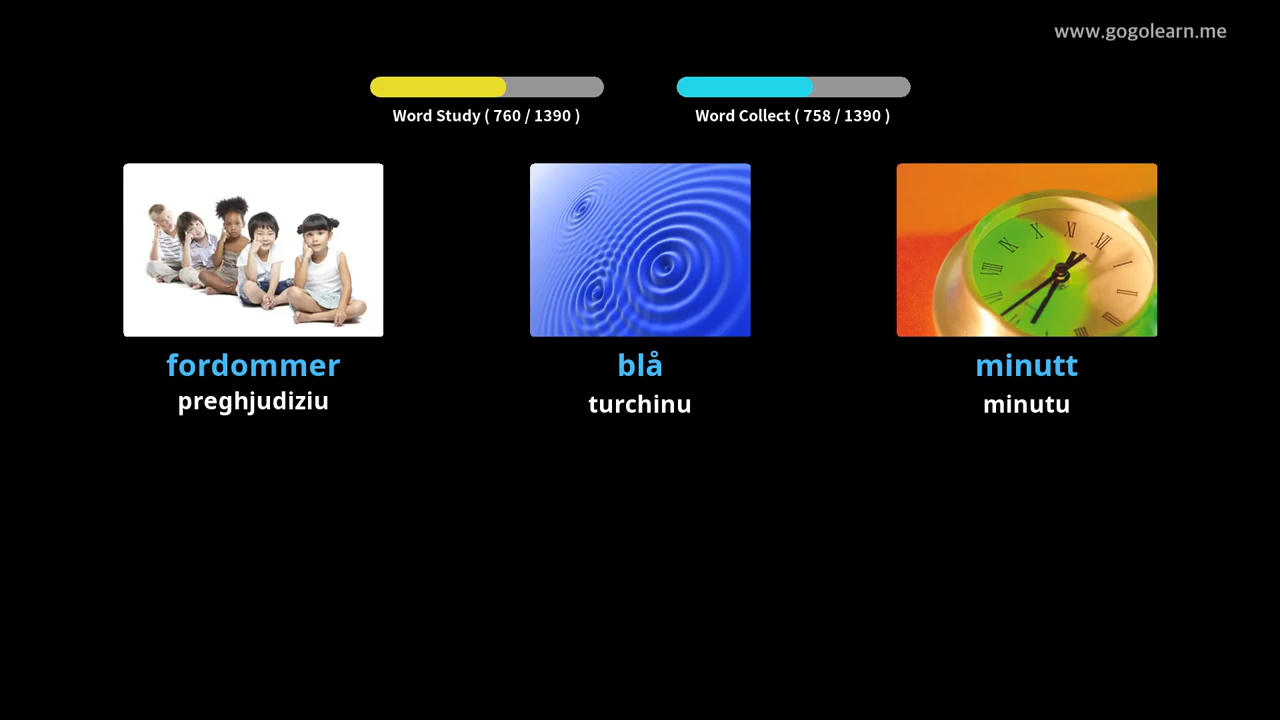 www.gogolearn.me
Word Study ( 760 / 1390 )
Word Collect ( 758 / 1390 )
fordommer
preghjudiziu
blå
turchinu
minutt
minutu